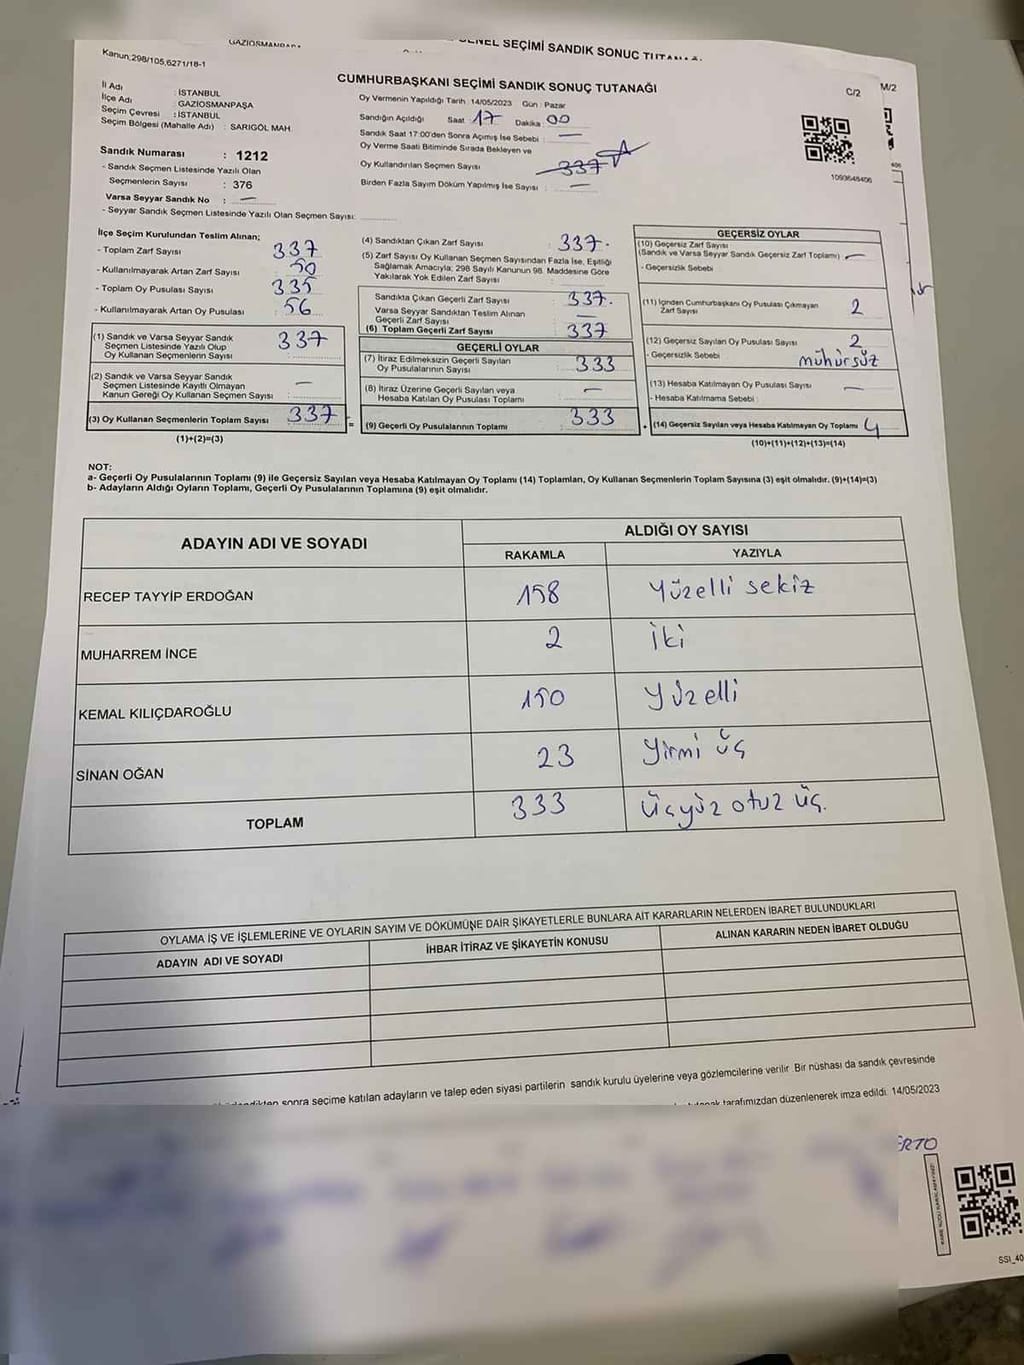 GENEL SEÇİMİ SANDIK SONUÇ
Kanun:298/105,6271/18-1
CUMHURBAŞKANI SEÇİMİ SANDIK SONUÇ TUTANAĞI
C/2
M/2
İl Adı : İSTANBUL
İlçe Adı : GAZİOSMANPAŞA
Seçim Çevresi : İSTANBUL
Seçim Bölgesi (Mahalle Adı) : SARIGÖL MAH.
Oy Vermenin Yapıldığı Tarih : 14/05/2023 Gün : Pazar
Sandığın Açıldığı Saat 17 Dakika 00
Sandık Saat 17:00'den Sonra Açımış İse Sebebi : —
Oy Verme Saati Bitiminde Sırada Bekleyen ve
Oy Kullandırılan Seçmen Sayısı : 337
Birden Fazla Sayım Döküm Yapılmış İse Sayısı : —
1093648406
Sandık Numarası : 1212
- Sandık Seçmen Listesinde Yazılı Olan
Seçmenlerin Sayısı : 376
Varsa Seyyar Sandık No : —
- Seyyar Sandık Seçmen Listesinde Yazılı Olan Seçmen Sayısı:
İlçe Seçim Kurulundan Teslim Alınan;
- Toplam Zarf Sayısı 337
- Kullanılmayarak Artan Zarf Sayısı 50
- Toplam Oy Pusulası Sayısı 335
- Kullanılmayarak Artan Oy Pusulası 56
(1) Sandık ve Varsa Seyyar Sandık
Seçmen Listesinde Yazılı Olup
Oy Kullanan Seçmenlerin Sayısı : 337
(2) Sandık ve Varsa Seyyar Sandık
Seçmen Listesinde Kayıtlı Olmayan
Kanun Gereği Oy Kullanan Seçmen Sayısı : —
(3) Oy Kullanan Seçmenlerin Toplam Sayısı : 337 =
(1)+(2)=(3)
(4) Sandıktan Çıkan Zarf Sayısı : 337.
(5) Zarf Sayısı Oy Kullanan Seçmen Sayısından Fazla İse, Eşitliği
Sağlamak Amacıyla; 298 Sayılı Kanunun 98. Maddesine Göre
Yakılarak Yok Edilen Zarf Sayısı :
Sandıkta Çıkan Geçerli Zarf Sayısı : 337.
Varsa Seyyar Sandıktan Teslim Alınan
Geçerli Zarf Sayısı : —
(6) Toplam Geçerli Zarf Sayısı : 337
GEÇERLİ OYLAR
(7) İtiraz Edilmeksizin Geçerli Sayılan
Oy Pusulalarının Sayısı : 333
(8) İtiraz Üzerine Geçerli Sayılan veya
Hesaba Katılan Oy Pusulası Toplamı : —
(9) Geçerli Oy Pusulalarının Toplamı : 333 +
GEÇERSİZ OYLAR
(10) Geçersiz Zarf Sayısı
(Sandık ve Varsa Seyyar Sandık Geçersiz Zarf Toplamı) : —
- Geçersizlik Sebebi
(11) İçinden Cumhurbaşkanı Oy Pusulası Çıkmayan
Zarf Sayısı 2
(12) Geçersiz Sayılan Oy Pusulası Sayısı : 2
- Geçersizlik Sebebi : mühürsüz
(13) Hesaba Katılmayan Oy Pusulası Sayısı : —
- Hesaba Katılmama Sebebi :
(14) Geçersiz Sayılan veya Hesaba Katılmayan Oy Toplamı : 4
(10)+(11)+(12)+(13)=(14)
NOT:
a- Geçerli Oy Pusulalarının Toplamı (9) ile Geçersiz Sayılan veya Hesaba Katılmayan Oy Toplamı (14) Toplamları, Oy Kullanan Seçmenlerin Toplam Sayısına (3) eşit olmalıdır. (9)+(14)=(3)
b- Adayların Aldığı Oyların Toplamı, Geçerli Oy Pusulalarının Toplamına (9) eşit olmalıdır.
ADAYIN ADI VE SOYADI
ALDIĞI OY SAYISI
RAKAMLA YAZIYLA
RECEP TAYYİP ERDOĞAN 158 Yüzelli sekiz
MUHARREM İNCE 2 İki
KEMAL KILIÇDAROĞLU 150 Yüzelli
SİNAN OĞAN 23 Yirmi üç
TOPLAM 333 Üçyüz otuz üç.
OYLAMA İŞ VE İŞLEMLERİNE VE OYLARIN SAYIM VE DÖKÜMÜNE DAİR ŞİKAYETLERLE BUNLARA AİT KARARLARIN NELERDEN İBARET BULUNDUKLARI
ADAYIN ADI VE SOYADI İHBAR İTİRAZ VE ŞİKAYETİN KONUSU ALINAN KARARIN NEDEN İBARET OLDUĞU
sonra seçime katılan adayların ve talep eden siyasi partilerin sandık kurulu üyelerine veya gözlemcilerine verilir. Bir nüshası da sandık çevresinde
tarafımızdan düzenlenerek imza edildi. 14/05/2023